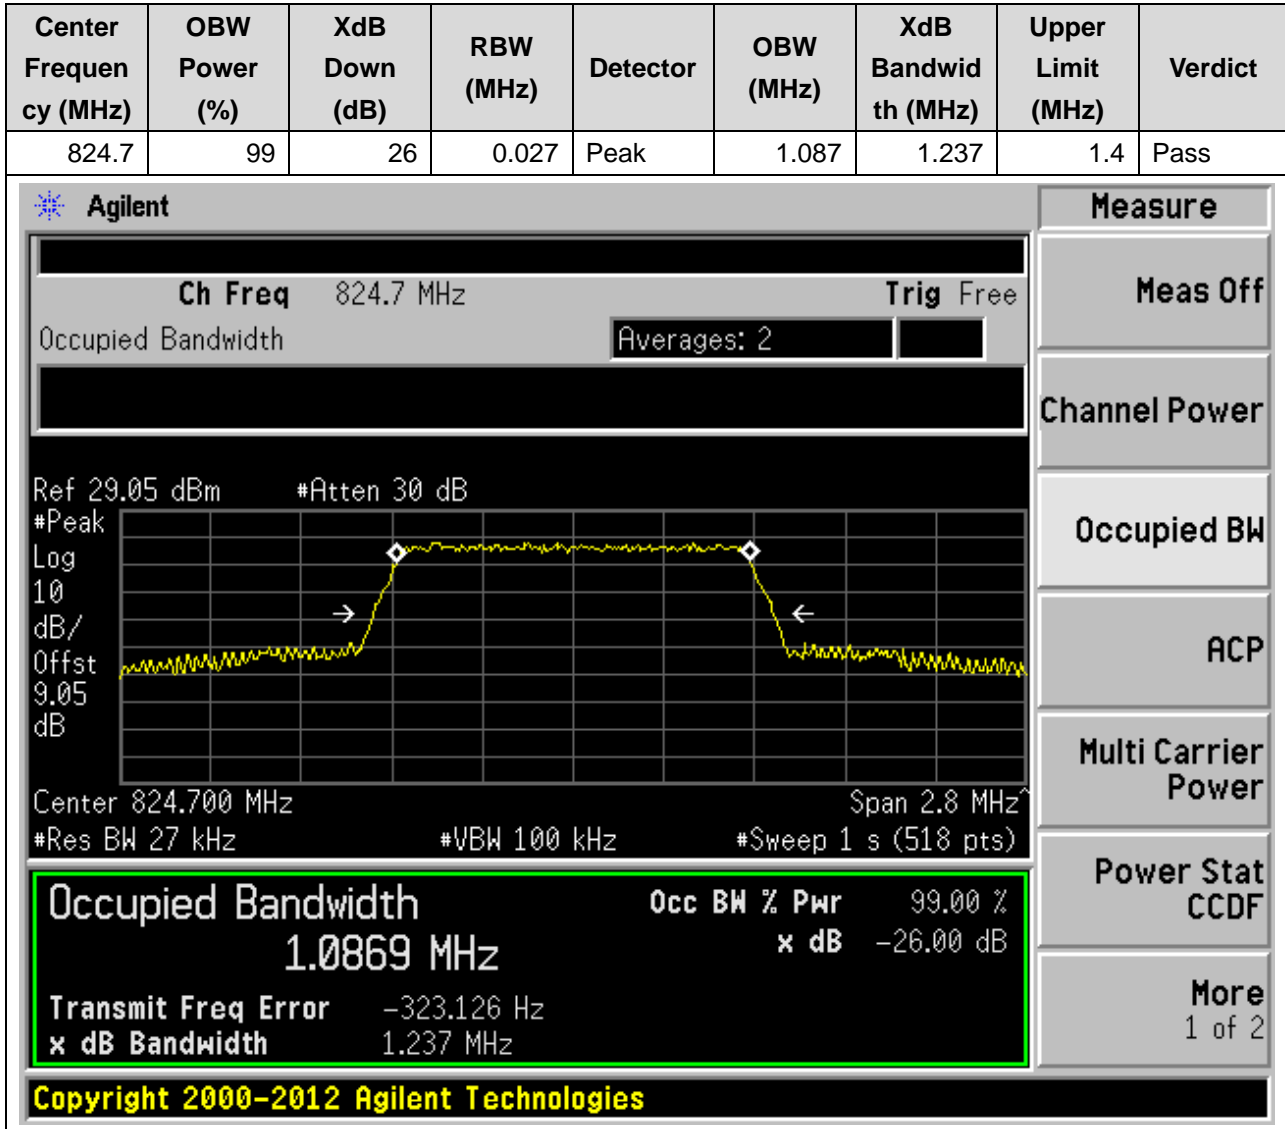 Center Frequen cy (MHz) OBW Power (%) XdB Down (dB) RBW (MHz) Detector OBW (MHz) XdB Bandwid th (MHz) Upper Limit (MHz) Verdict
824.7 99 26 0.027 Peak 1.087 1.237 1.4 Pass
Agilent
Ch Freq 824.7 MHz Trig Free
Occupied Bandwidth Averages: 2
Ref 29.05 dBm #Atten 30 dB
#Peak
Log
10
dB/
Offst
9.05
dB
Center 824.700 MHz Span 2.8 MHz^
#Res BW 27 kHz #VBW 100 kHz #Sweep 1 s (518 pts)
Occupied Bandwidth Occ BW % Pwr 99.00 %
1.0869 MHz x dB -26.00 dB
Transmit Freq Error -323.126 Hz
x dB Bandwidth 1.237 MHz
Copyright 2000-2012 Agilent Technologies
Measure
Meas Off
Channel Power
Occupied BW
ACP
Multi Carrier
Power
Power Stat
CCDF
More
1 of 2